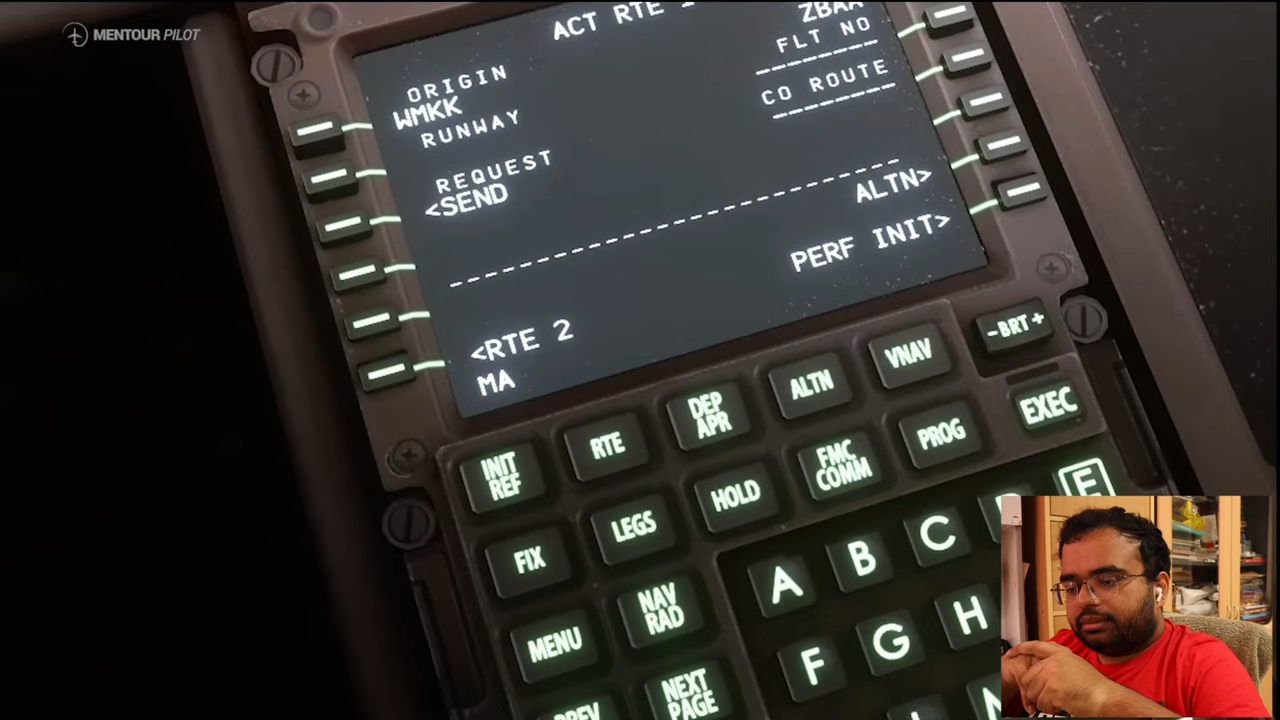 MENTOUR PILOT
ACT RTE 1
ORIGIN
WMKK
RUNWAY
REQUEST
<SEND
<RTE 2
MA
ZBAA
FLT NO
CO ROUTE
ALTN>
PERF INIT>
-BRT+
INIT REF
RTE
DEP APR
ALTN
VNAV
EXEC
FIX
LEGS
HOLD
FMC COMM
PROG
MENU
NAV RAD
PREV
NEXT PAGE
A B C E
F G H